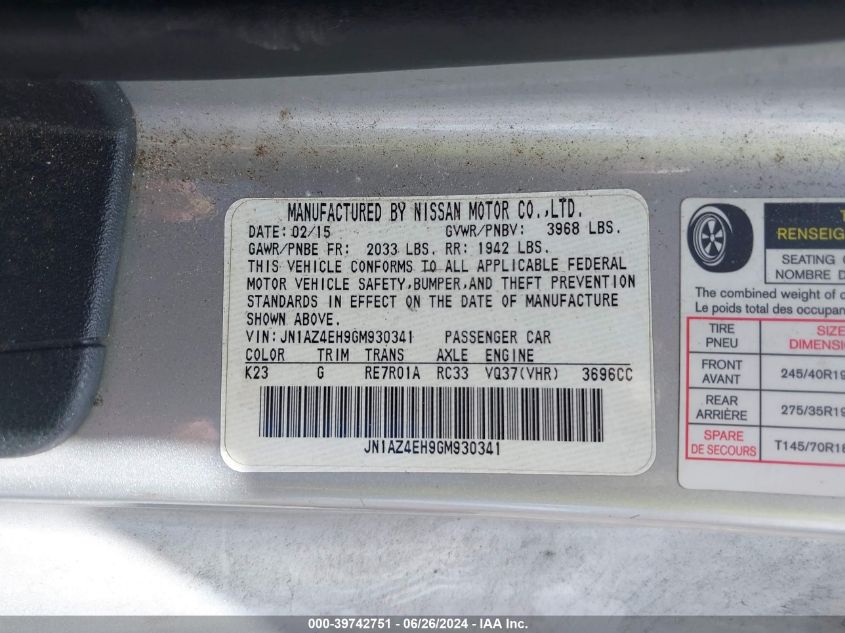 MANUFACTURED BY NISSAN MOTOR CO.,LTD.
DATE: 02/15 GVWR/PNBV: 3968 LBS.
GAWR/PNBE FR: 2033 LBS. RR: 1942 LBS.
THIS VEHICLE CONFORMS TO ALL APPLICABLE FEDERAL
MOTOR VEHICLE SAFETY,BUMPER,AND THEFT PREVENTION
STANDARDS IN EFFECT ON THE DATE OF MANUFACTURE
SHOWN ABOVE.
VIN: JN1AZ4EH9GM930341 PASSENGER CAR
COLOR TRIM TRANS AXLE ENGINE
K23 G RE7R01A RC33 VQ37(VHR) 3696CC
JN1AZ4EH9GM930341
RENSEIG
SEATING
NOMBRE D
The combined weight of
Le poids total des occupan
TIRE SIZE
PNEU DIMENSI
FRONT
AVANT 245/40R19
REAR
ARRIÈRE 275/35R19
SPARE
DE SECOURS T145/70R18
000-39742751 - 06/26/2024 - IAA Inc.